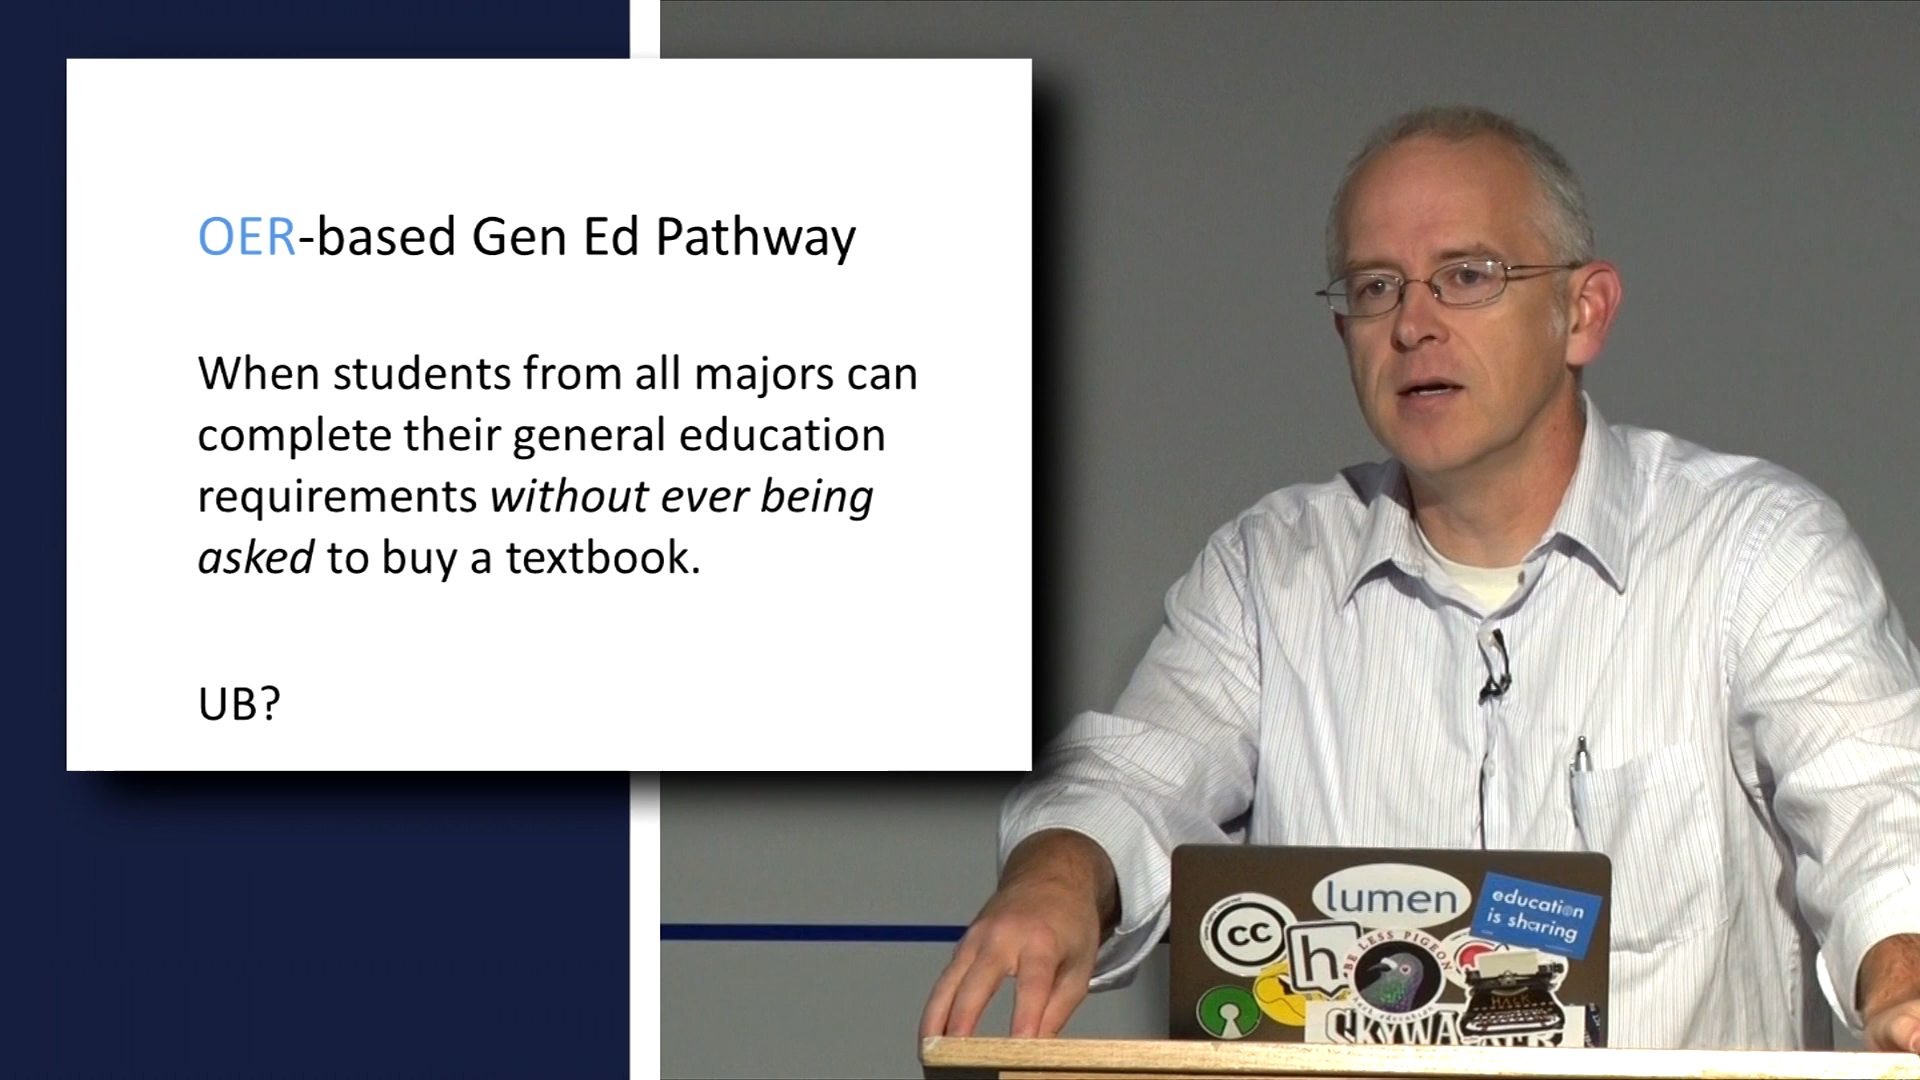 OER-based Gen Ed Pathway
When students from all majors can
complete their general education
requirements without ever being
asked to buy a textbook.
UB?
lumen
education
is sharing
cc
h
BE LESS PIGEON
HACK